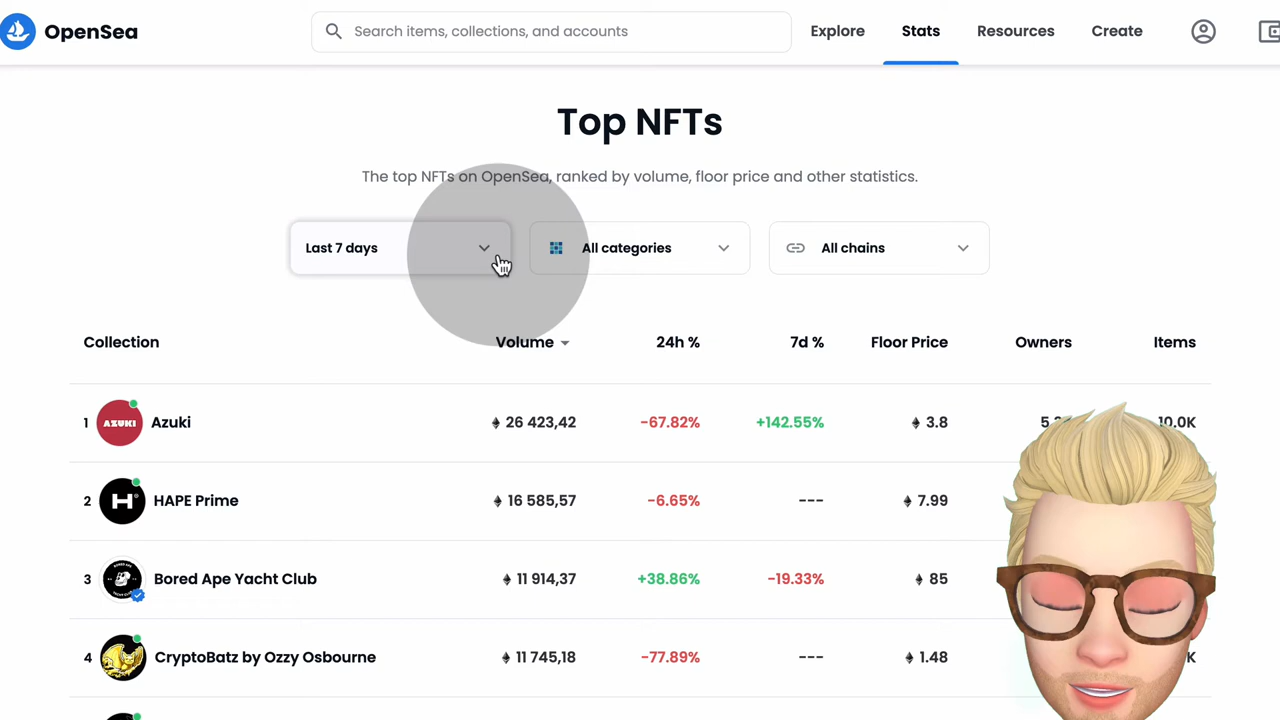 OpenSea
Search items, collections, and accounts
Explore
Stats
Resources
Create
Top NFTs
The top NFTs on OpenSea, ranked by volume, floor price and other statistics.
Last 7 days
All categories
All chains
Collection Volume 24h % 7d % Floor Price Owners Items
1 AZUKI Azuki 26 423,42 -67.82% +142.55% 3.8 10.0K
2 H HAPE Prime 16 585,57 -6.65% --- 7.99
3 Bored Ape Yacht Club 11 914,37 +38.86% -19.33% 85
4 CryptoBatz by Ozzy Osbourne 11 745,18 -77.89% --- 1.48